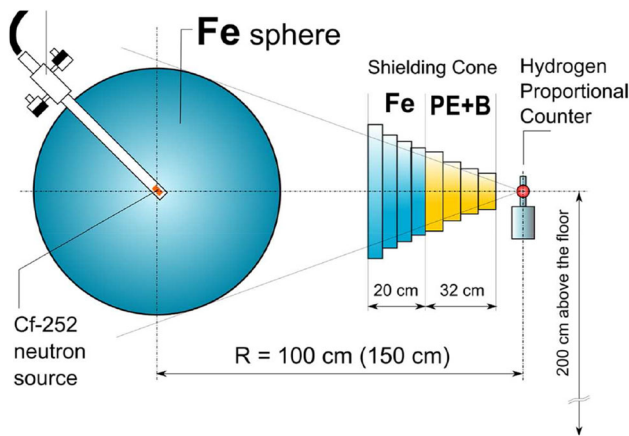 Fe sphere
Shielding Cone
Fe PE+B
Hydrogen
Proportional
Counter
20 cm
32 cm
Cf-252
neutron
source
R = 100 cm (150 cm)
200 cm above the floor